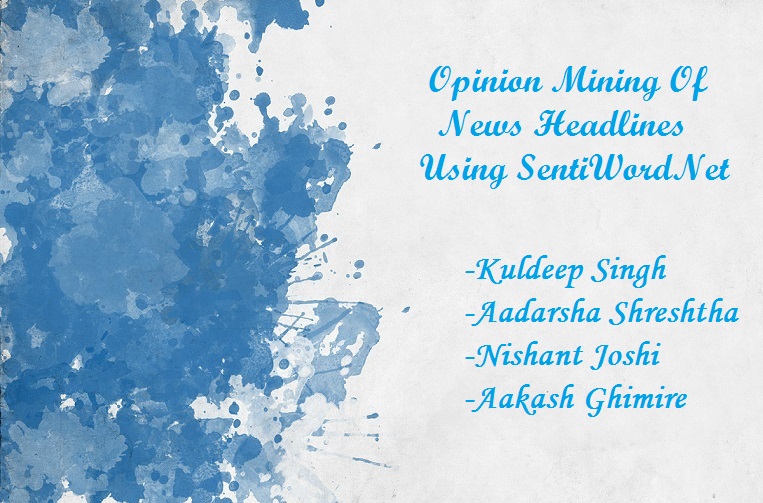 Opinion Mining Of
News Headlines
Using SentiWordNet
-Kuldeep Singh
-Aadarsha Shreshtha
-Nishant Joshi
-Aakash Ghimire